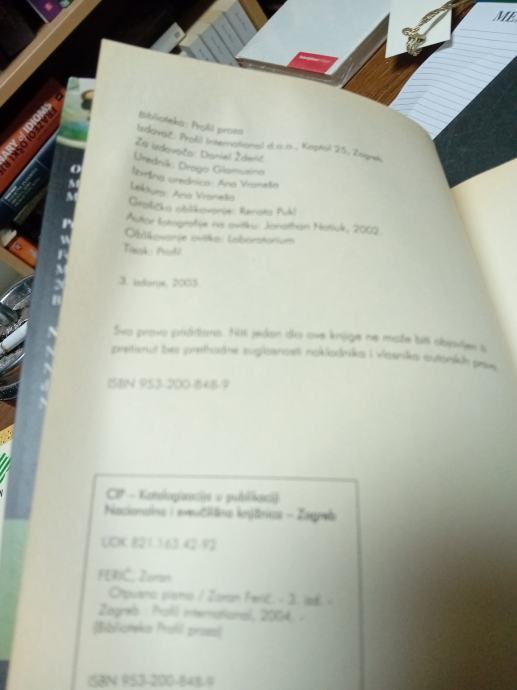 Biblioteka: Profil proza
Izdavač: Profil International d.o.o., Kaptol 25, Zagreb
Za izdavača: Daniel Žderić
Urednik: Drago Glamuzina
Izvršna urednica: Ana Vraneša
Lektura: Ana Vraneša
Grafičko oblikovanje: Renata Pukl
Autor fotografije na ovitku: Jonathan Notiuk, 2002.
Oblikovanje ovitka: Laboratorium
Tisak: Profil
3. izdanje, 2003.
Sva prava pridržana. Niti jedan dio ove knjige ne može biti objavljen ili
pretisnut bez prethodne suglasnosti nakladnika i vlasnika autorskih prava.
ISBN 953-200-848-9
CIP – Katalogizacija u publikaciji
Nacionalna i sveučilišna knjižnica – Zagreb
UDK 821.163.42-92
FERIĆ, Zoran
Otpusno pismo / Zoran Ferić. - 3. izd. -
Zagreb : Profil international, 2004. -
(Biblioteka Profil proza)
ISBN 953-200-848-9